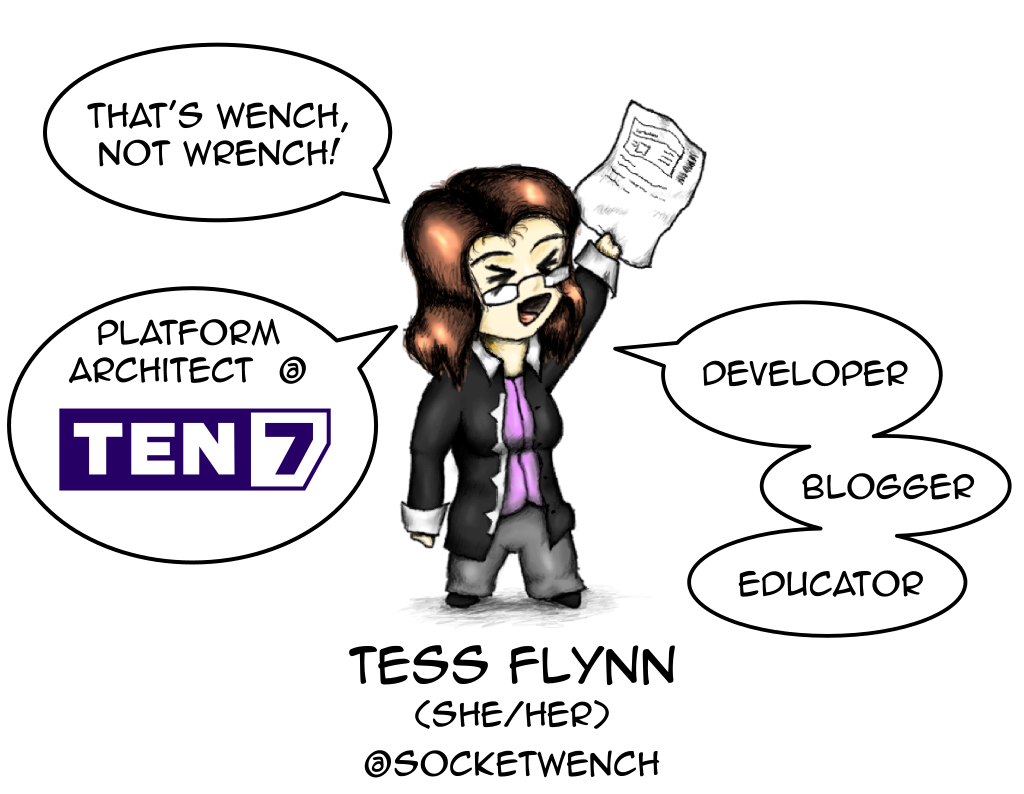 THAT'S WENCH,
NOT WRENCH!
PLATFORM
ARCHITECT @
TEN 7
DEVELOPER
BLOGGER
EDUCATOR
TESS FLYNN
(SHE/HER)
@SOCKETWENCH